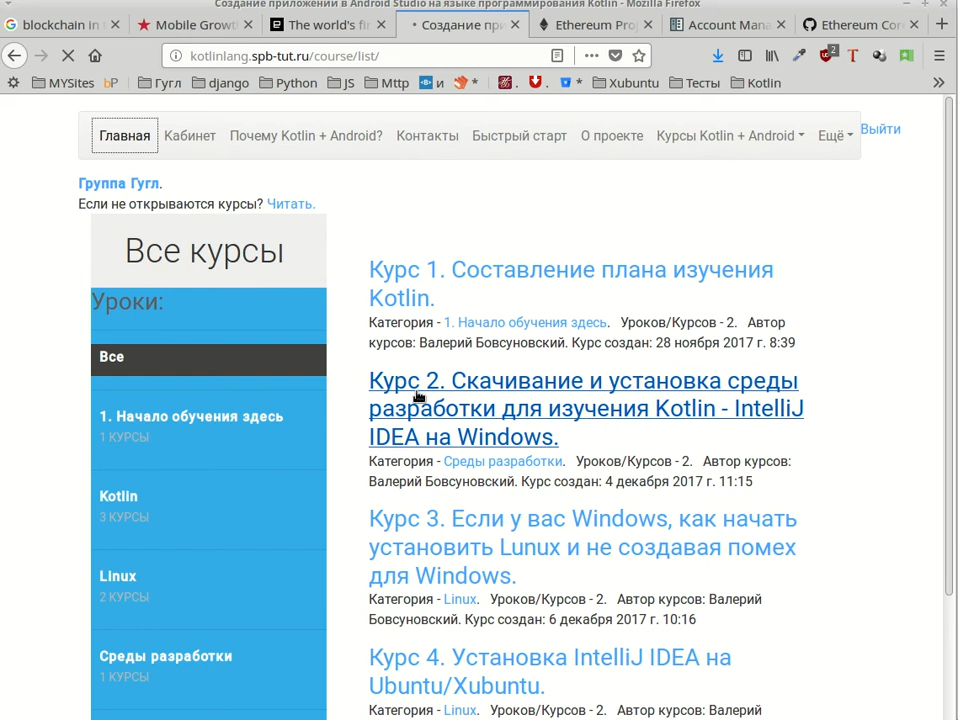 Создание приложений в Android Studio на языке программирования Kotlin - Mozilla Firefox
blockchain in
Mobile Growt
The world's fi
Создание пр
Ethereum Pro
Account Mana
Ethereum Co
kotlinlang.spb-tut.ru/course/list/
2
MYSites
bP
Гугл
django
Python
JS
Mttp
и
*
.
.
*
Xubuntu
Тесты
Kotlin
Главная Кабинет Почему Kotlin + Android? Контакты Быстрый старт О проекте Курсы Kotlin + Android Ещё Выйти
Группа Гугл.
Если не открываются курсы? Читать.
Все курсы
Уроки:
Все
1. Начало обучения здесь
1 КУРСЫ
Kotlin
3 КУРСЫ
Linux
2 КУРСЫ
Среды разработки
1 КУРСЫ
Курс 1. Составление плана изучения
Kotlin.
Категория - 1. Начало обучения здесь. Уроков/Курсов - 2. Автор
курсов: Валерий Бовсуновский. Курс создан: 28 ноября 2017 г. 8:39
Курс 2. Скачивание и установка среды
разработки для изучения Kotlin - IntelliJ
IDEA на Windows.
Категория - Среды разработки. Уроков/Курсов - 2. Автор курсов:
Валерий Бовсуновский. Курс создан: 4 декабря 2017 г. 11:15
Курс 3. Если у вас Windows, как начать
установить Lunux и не создавая помех
для Windows.
Категория - Linux. Уроков/Курсов - 2. Автор курсов: Валерий
Бовсуновский. Курс создан: 6 декабря 2017 г. 10:16
Курс 4. Установка IntelliJ IDEA на
Ubuntu/Xubuntu.
Категория - Linux. Уроков/Курсов - 2. Автор курсов: Валерий